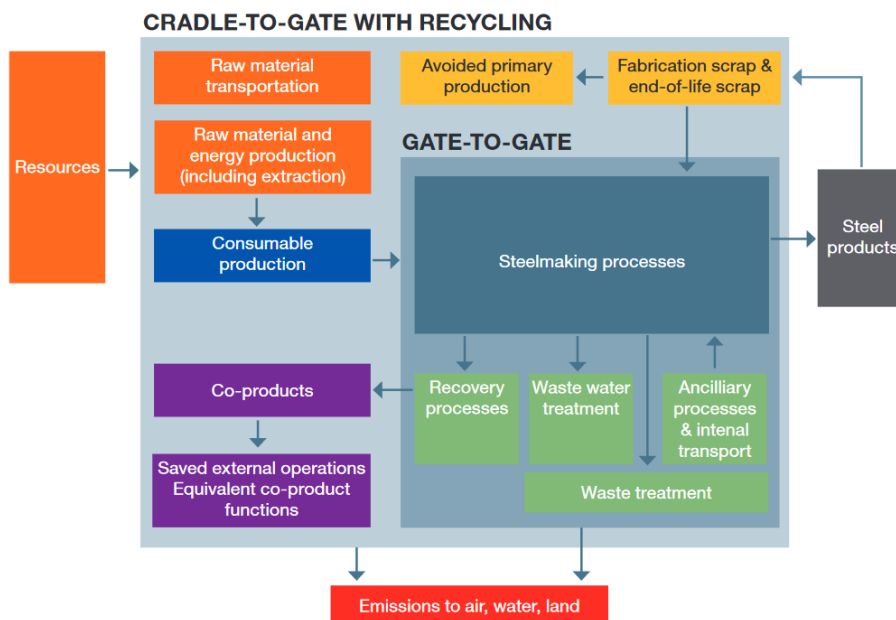 CRADLE-TO-GATE WITH RECYCLING
Resources
Raw material
transportation
Raw material and
energy production
(including extraction)
Consumable
production
Avoided primary
production
Fabrication scrap &
end-of-life scrap
GATE-TO-GATE
Steelmaking processes
Steel
products
Co-products
Saved external operations
Equivalent co-product
functions
Recovery
processes
Waste water
treatment
Ancilliary
processes
& intenal
transport
Waste treatment
Emissions to air, water, land